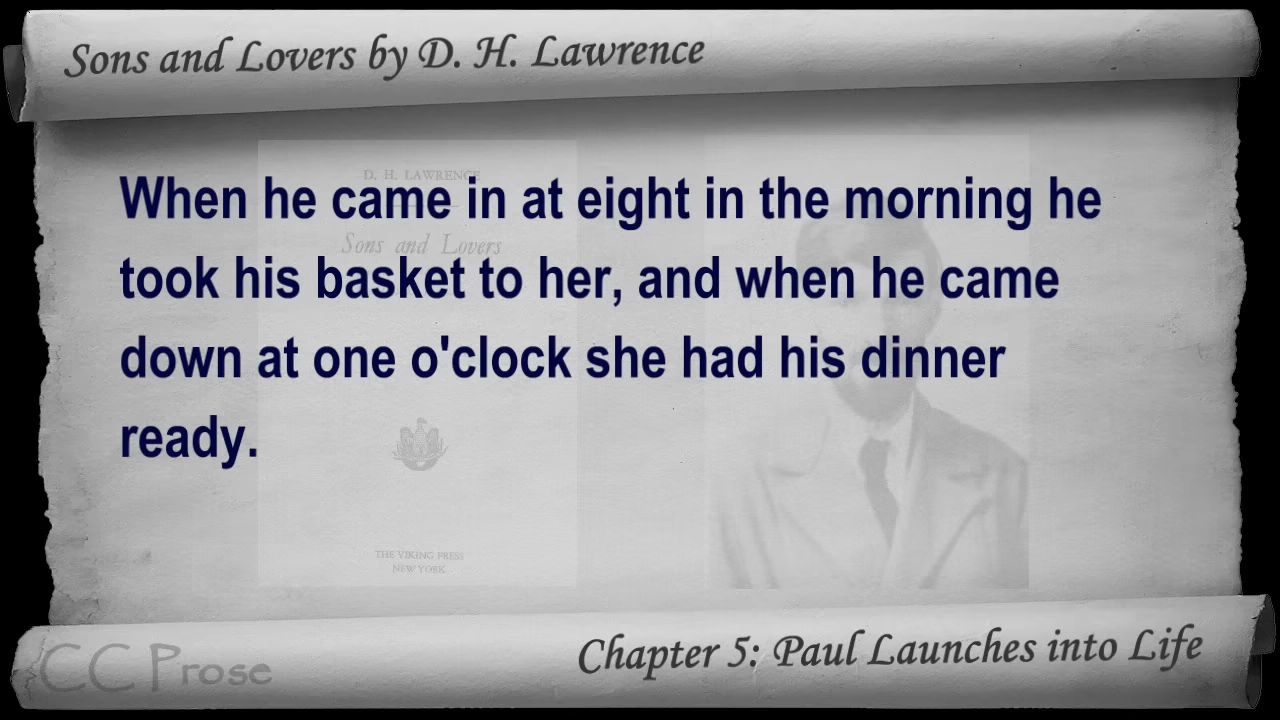 Sons and Lovers by D. H. Lawrence
D. H. LAWRENCE
When he came in at eight in the morning he
Sons and Lovers
took his basket to her, and when he came
down at one o'clock she had his dinner
ready.
THE VIKING PRESS
NEW YORK
Chapter 5: Paul Launches into Life
CC Prose